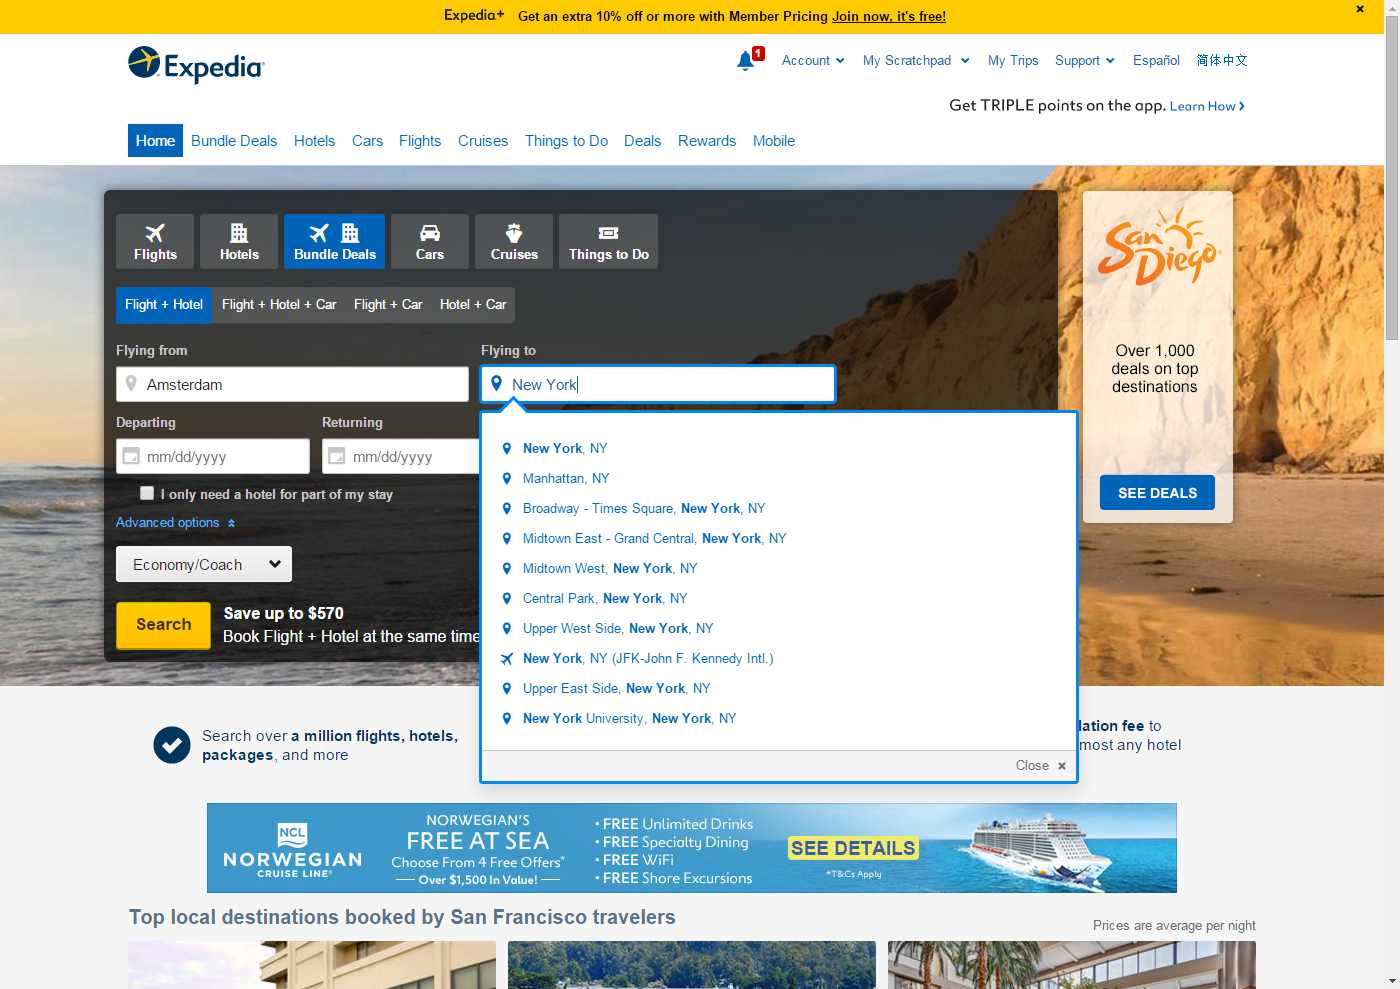 Expedia+ Get an extra 10% off or more with Member Pricing Join now, it's free!
Expedia
1
Account
My Scratchpad
My Trips
Support
Español
简体中文
Get TRIPLE points on the app. Learn How
Home
Bundle Deals
Hotels
Cars
Flights
Cruises
Things to Do
Deals
Rewards
Mobile
Flights
Hotels
Bundle Deals
Cars
Cruises
Things to Do
Flight + Hotel
Flight + Hotel + Car
Flight + Car
Hotel + Car
Flying from
Flying to
Amsterdam
New York
Departing
Returning
mm/dd/yyyy
mm/dd/yyyy
I only need a hotel for part of my stay
Advanced options
Economy/Coach
Search
Save up to $570
Book Flight + Hotel at the same time
New York, NY
Manhattan, NY
Broadway - Times Square, New York, NY
Midtown East - Grand Central, New York, NY
Midtown West, New York, NY
Central Park, New York, NY
Upper West Side, New York, NY
New York, NY (JFK-John F. Kennedy Intl.)
Upper East Side, New York, NY
New York University, New York, NY
Close
San Diego
Over 1,000
deals on top
destinations
SEE DEALS
Search over a million flights, hotels,
packages, and more
lation fee to
most any hotel
NCL
NORWEGIAN
CRUISE LINE®
NORWEGIAN'S
FREE AT SEA
Choose From 4 Free Offers*
Over $1,500 In Value!
• FREE Unlimited Drinks
• FREE Specialty Dining
• FREE WiFi
• FREE Shore Excursions
SEE DETAILS
*T&Cs Apply
Top local destinations booked by San Francisco travelers
Prices are average per night